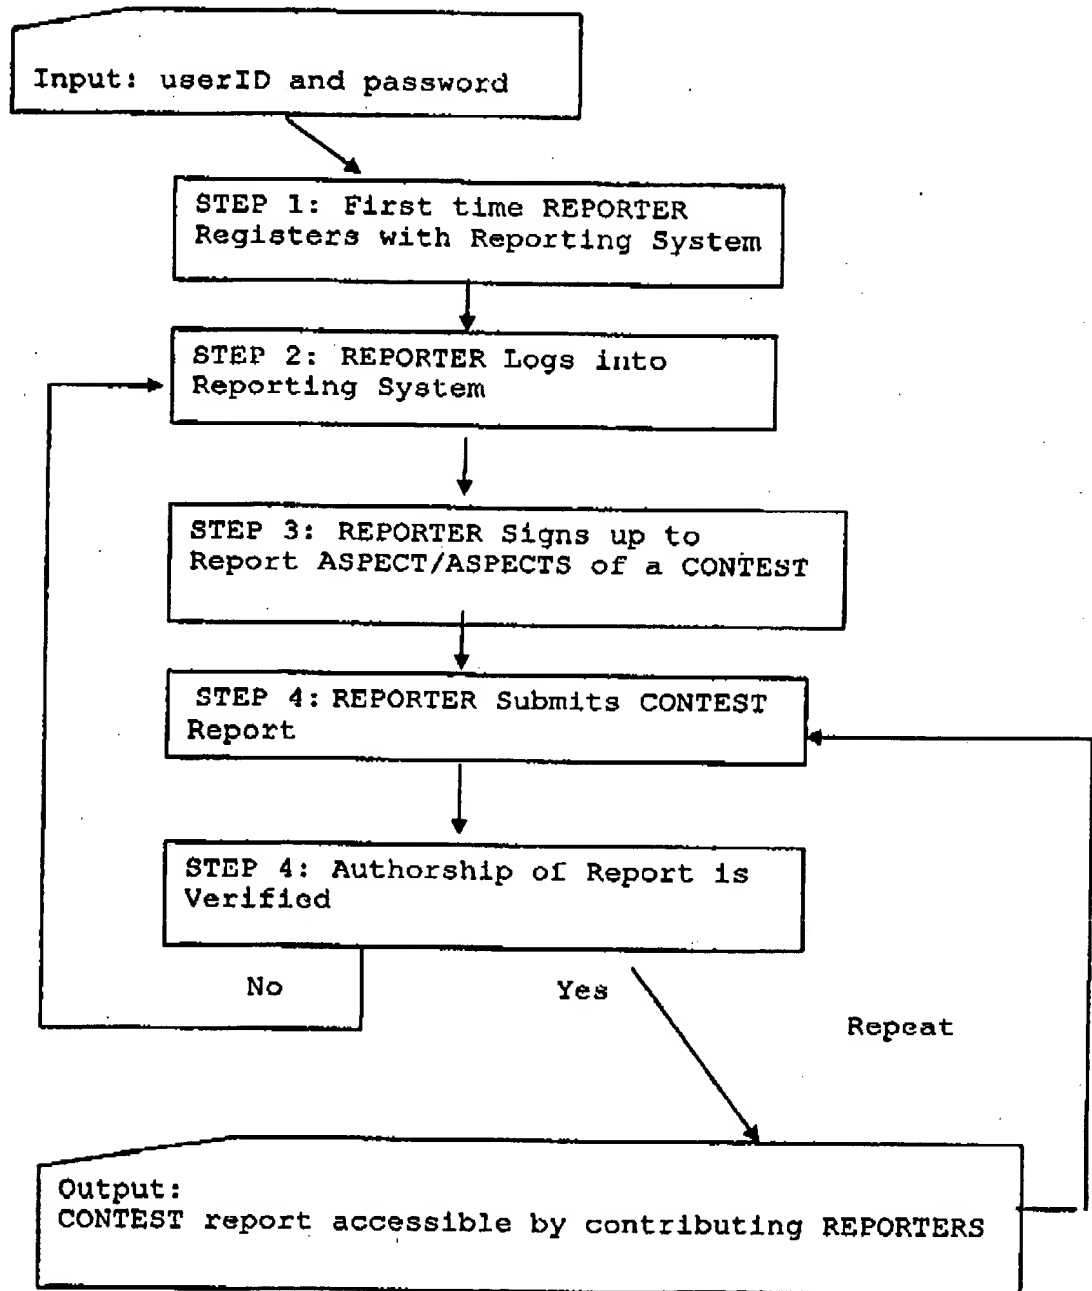 Input: userID and password
STEP 1: First time REPORTER
Registers with Reporting System
STEP 2: REPORTER Logs into
Reporting System
STEP 3: REPORTER Signs up to
Report ASPECT/ASPECTS of a CONTEST
STEP 4: REPORTER Submits CONTEST
Report
STEP 4: Authorship of Report is
Verified
No
Yes
Repeat
Output:
CONTEST report accessible by contributing REPORTERS